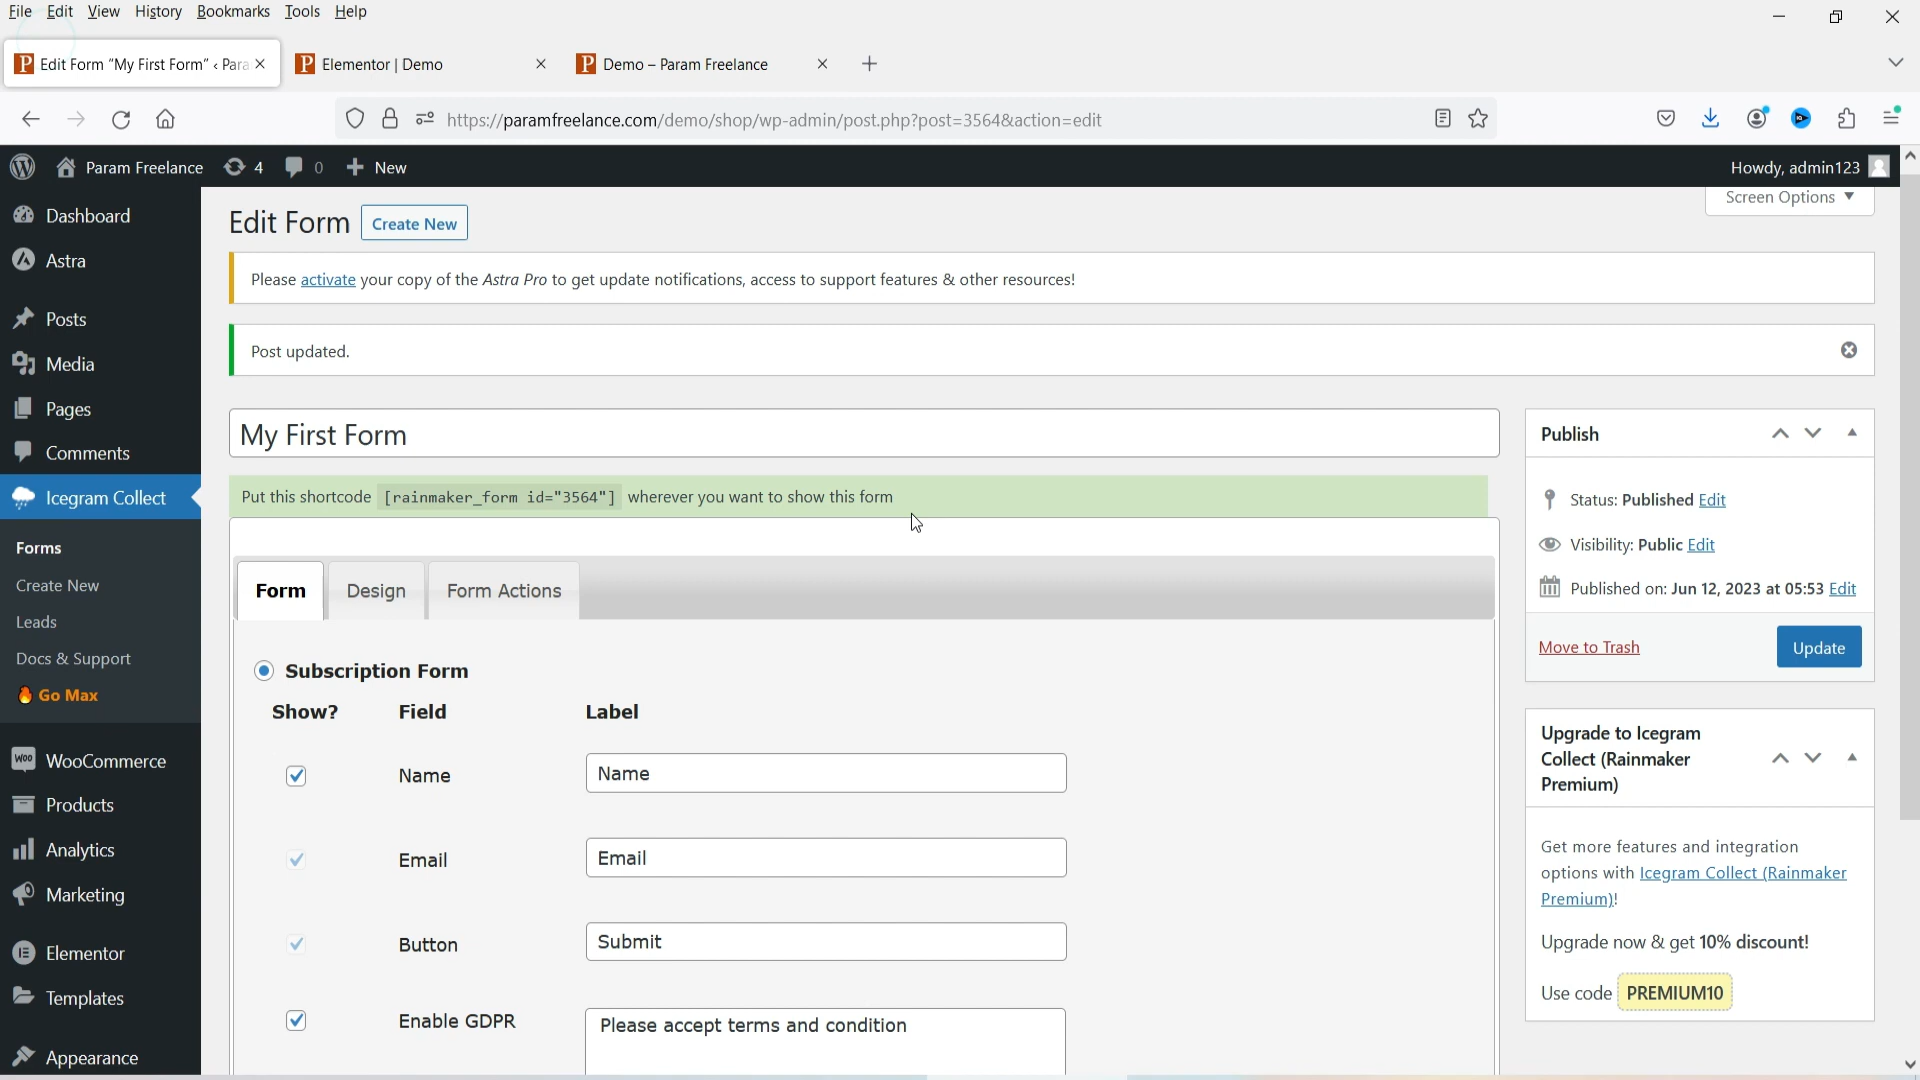 File Edit View History Bookmarks Tools Help
Edit Form “My First Form” ‹ Para
Elementor | Demo
Demo – Param Freelance
https://paramfreelance.com/demo/shop/wp-admin/post.php?post=3564&action=edit
Param Freelance 4 0 New
Howdy, admin123
Dashboard
Astra
Posts
Media
Pages
Comments
Icegram Collect
Forms
Create New
Leads
Docs & Support
Go Max
WooCommerce
Products
Analytics
Marketing
Elementor
Templates
Appearance
Screen Options
Edit Form Create New
Please activate your copy of the Astra Pro to get update notifications, access to support features & other resources!
Post updated.
My First Form
Put this shortcode [rainmaker_form id="3564"] wherever you want to show this form
Form Design Form Actions
Subscription Form
Show? Field Label
Name Name
Email Email
Button Submit
Enable GDPR Please accept terms and condition
Publish
Status: Published Edit
Visibility: Public Edit
Published on: Jun 12, 2023 at 05:53 Edit
Move to Trash Update
Upgrade to Icegram
Collect (Rainmaker
Premium)
Get more features and integration
options with Icegram Collect (Rainmaker
Premium)!
Upgrade now & get 10% discount!
Use code PREMIUM10